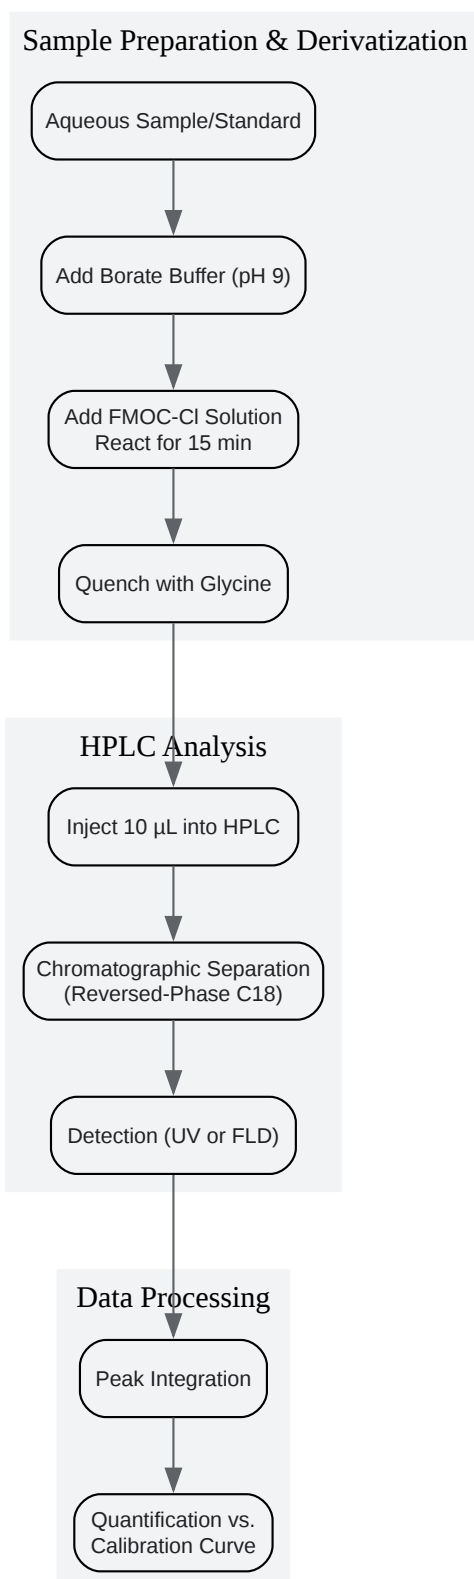 Sample Preparation & Derivatization
Aqueous Sample/Standard
Add Borate Buffer (pH 9)
Add FMOC-Cl Solution
React for 15 min
Quench with Glycine
HPLC Analysis
Inject 10 µL into HPLC
Chromatographic Separation
(Reversed-Phase C18)
Detection (UV or FLD)
Data Processing
Peak Integration
Quantification vs.
Calibration Curve